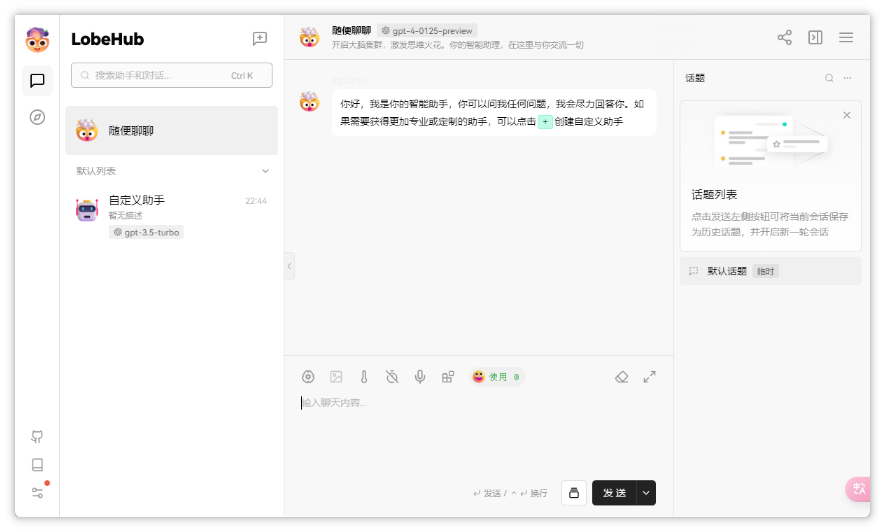 LobeHub
搜索助手和对话...
Ctrl K
随便聊聊
默认列表
自定义助手
22:44
暂无描述
gpt-3.5-turbo
随便聊聊
gpt-4-0125-preview
开启大脑集群，激发思维火花。你的智能助理，在这里与你交流一切
你好，我是你的智能助手，你可以问我任何问题，我会尽力回答你。如
果需要获得更加专业或定制的助手，可以点击 + 创建自定义助手
使用 0
输入聊天内容...
↵ 发送 / ^ ↵ 换行
发 送
话题
话题列表
点击发送左侧按钮可将当前会话保存
为历史话题，并开启新一轮会话
默认话题
临时